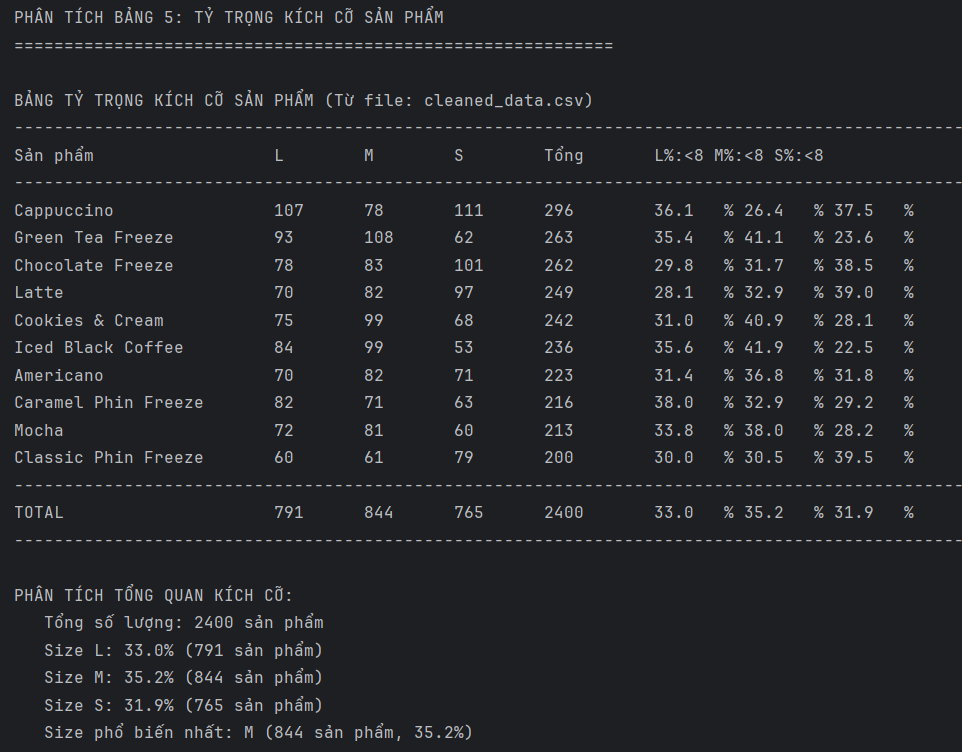 PHÂN TÍCH BẢNG 5: TỶ TRỌNG KÍCH CỠ SẢN PHẨM
============================================================
BẢNG TỶ TRỌNG KÍCH CỠ SẢN PHẨM (Từ file: cleaned_data.csv)
-----------------------------------------------------------------------------------------------
Sản phẩm L M S Tổng L%:<8 M%:<8 S%:<8
-----------------------------------------------------------------------------------------------
Cappuccino 107 78 111 296 36.1 % 26.4 % 37.5 %
Green Tea Freeze 93 108 62 263 35.4 % 41.1 % 23.6 %
Chocolate Freeze 78 83 101 262 29.8 % 31.7 % 38.5 %
Latte 70 82 97 249 28.1 % 32.9 % 39.0 %
Cookies & Cream 75 99 68 242 31.0 % 40.9 % 28.1 %
Iced Black Coffee 84 99 53 236 35.6 % 41.9 % 22.5 %
Americano 70 82 71 223 31.4 % 36.8 % 31.8 %
Caramel Phin Freeze 82 71 63 216 38.0 % 32.9 % 29.2 %
Mocha 72 81 60 213 33.8 % 38.0 % 28.2 %
Classic Phin Freeze 60 61 79 200 30.0 % 30.5 % 39.5 %
-----------------------------------------------------------------------------------------------
TOTAL 791 844 765 2400 33.0 % 35.2 % 31.9 %
-----------------------------------------------------------------------------------------------
PHÂN TÍCH TỔNG QUAN KÍCH CỠ:
Tổng số lượng: 2400 sản phẩm
Size L: 33.0% (791 sản phẩm)
Size M: 35.2% (844 sản phẩm)
Size S: 31.9% (765 sản phẩm)
Size phổ biến nhất: M (844 sản phẩm, 35.2%)